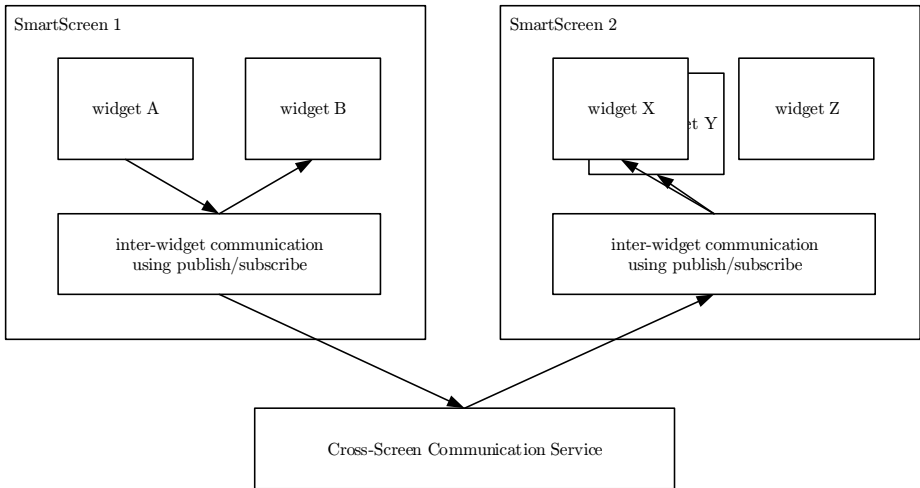 SmartScreen 1
SmartScreen 2
widget A
widget B
widget X
Y
widget Z
inter-widget communication
using publish/subscribe
inter-widget communication
using publish/subscribe
Cross-Screen Communication Service